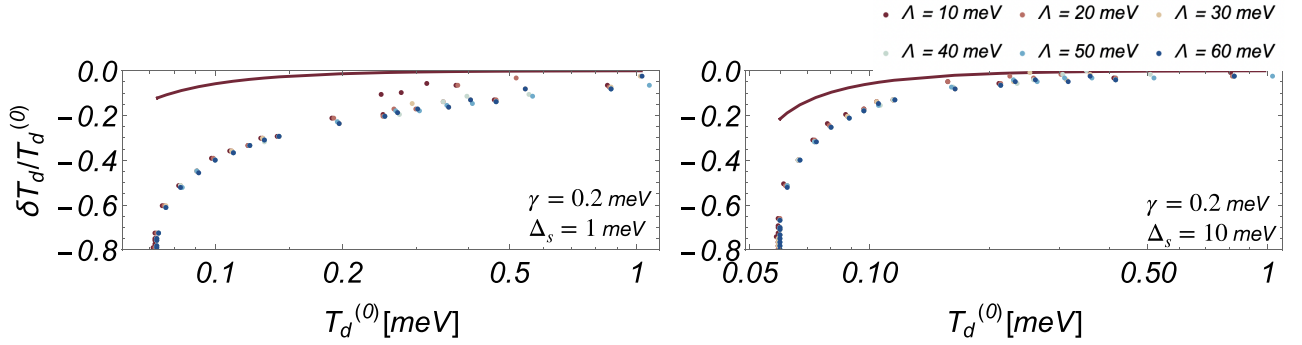 Λ = 10 meV Λ = 20 meV Λ = 30 meV
Λ = 40 meV Λ = 50 meV Λ = 60 meV
0.0
−0.2
−0.4
−0.6
−0.8
δT_d/T_d^(0)
γ = 0.2 meV
Δ_s = 1 meV
0.1 0.2 0.5 1
T_d^(0) [meV]
0.0
−0.2
−0.4
−0.6
−0.8
γ = 0.2 meV
Δ_s = 10 meV
0.05 0.10 0.50 1
T_d^(0) [meV]